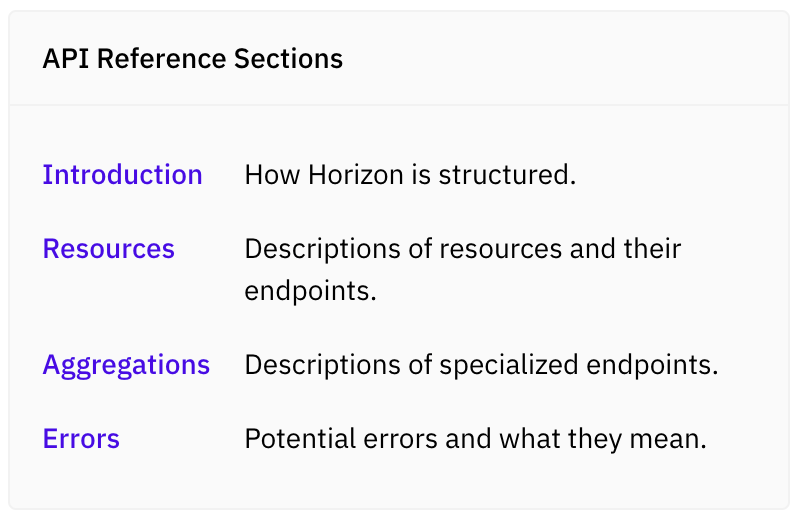 API Reference Sections
Introduction How Horizon is structured.
Resources Descriptions of resources and their
endpoints.
Aggregations Descriptions of specialized endpoints.
Errors Potential errors and what they mean.